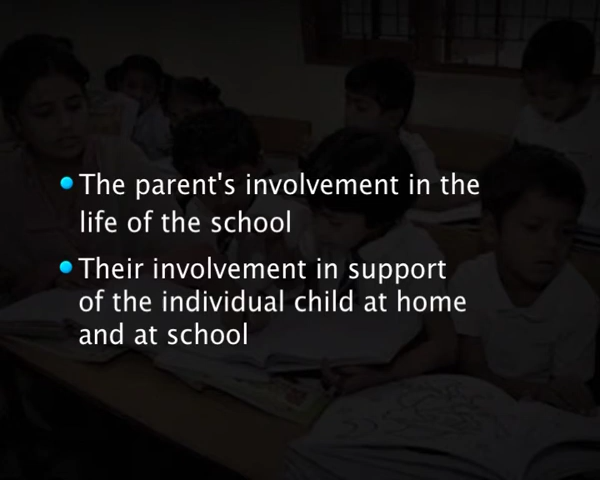 • The parent's involvement in the
life of the school
• Their involvement in support
of the individual child at home
and at school